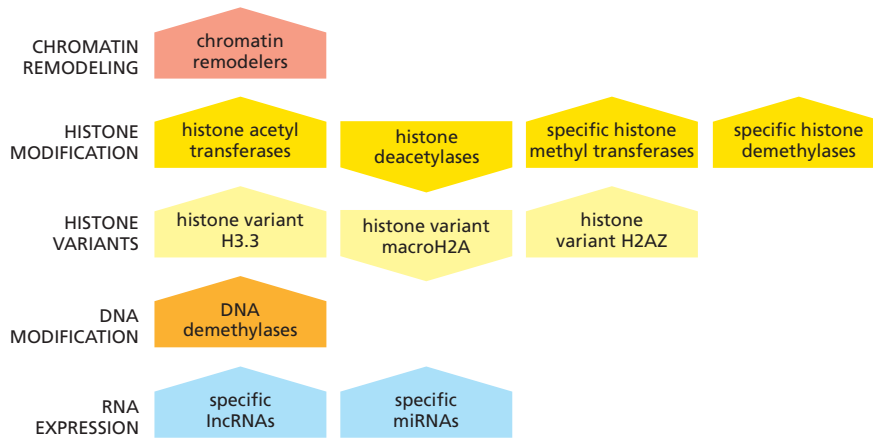 CHROMATIN
REMODELING
chromatin
remodelers
HISTONE
MODIFICATION
histone acetyl
transferases
histone
deacetylases
specific histone
methyl transferases
specific histone
demethylases
HISTONE
VARIANTS
histone variant
H3.3
histone variant
macroH2A
histone
variant H2AZ
DNA
MODIFICATION
DNA
demethylases
RNA
EXPRESSION
specific
lncRNAs
specific
miRNAs